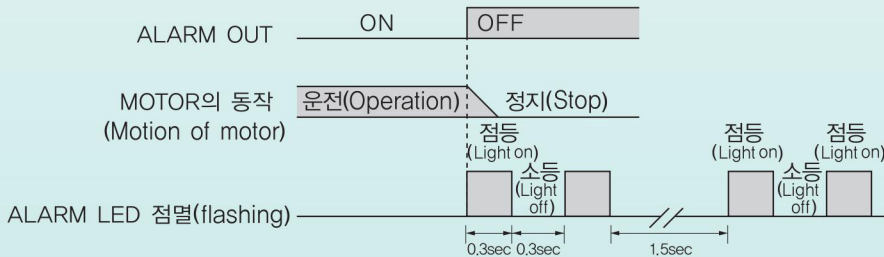 ALARM OUT
ON
OFF
MOTOR의 동작
(Motion of motor)
운전(Operation)
정지(Stop)
점등
(Light on)
소등
(Light
off)
점등
(Light on)
소등
(Light
off)
점등
(Light on)
ALARM LED 점멸(flashing)
0.3sec
0.3sec
1.5sec